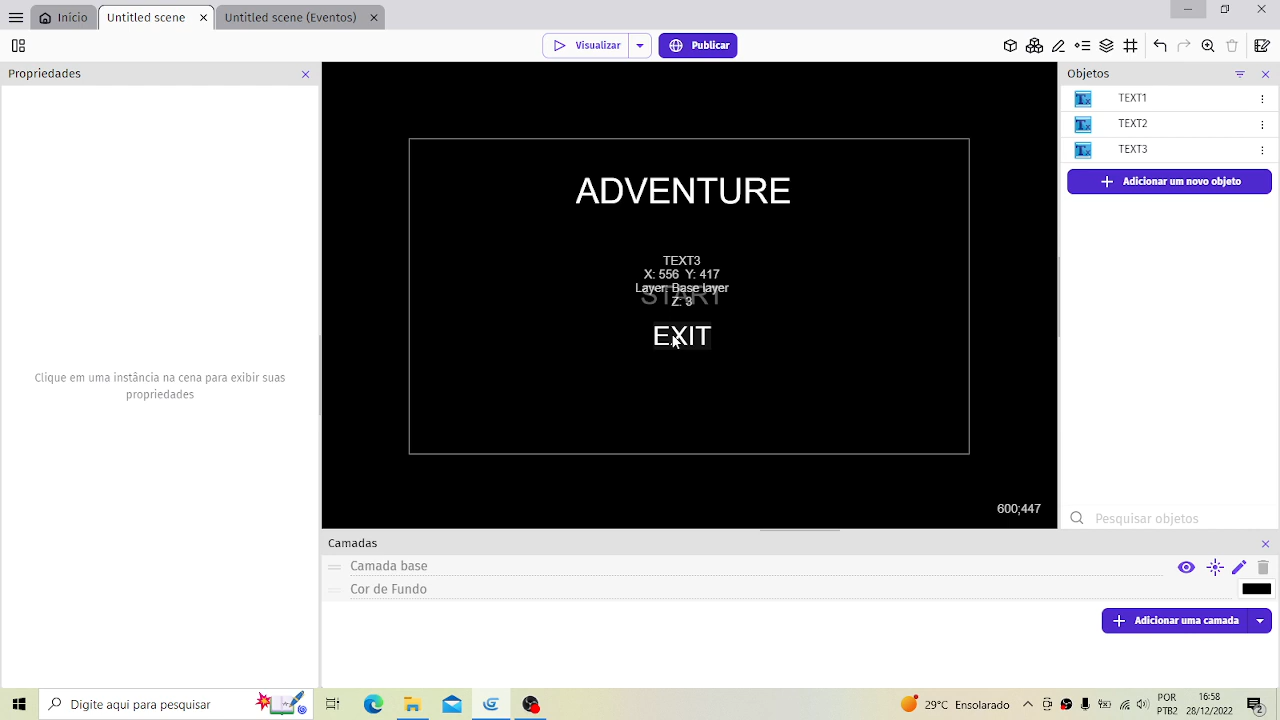 Início
Untitled scene
Untitled scene (Eventos)
Visualizar
Publicar
Propriedades
Clique em uma instância na cena para exibir suas
propriedades
ADVENTURE
TEXT3
X: 556 Y: 417
Layer: Base layer
Z: 3
START
EXIT
600;447
Objetos
TEXT1
TEXT2
TEXT3
Adicionar um novo objeto
Pesquisar objetos
Camadas
Camada base
Cor de Fundo
Adicionar uma camada
Digite aqui para pesquisar
29°C Ensolarado
POR
PTB2
16:58
28/12/2022
2